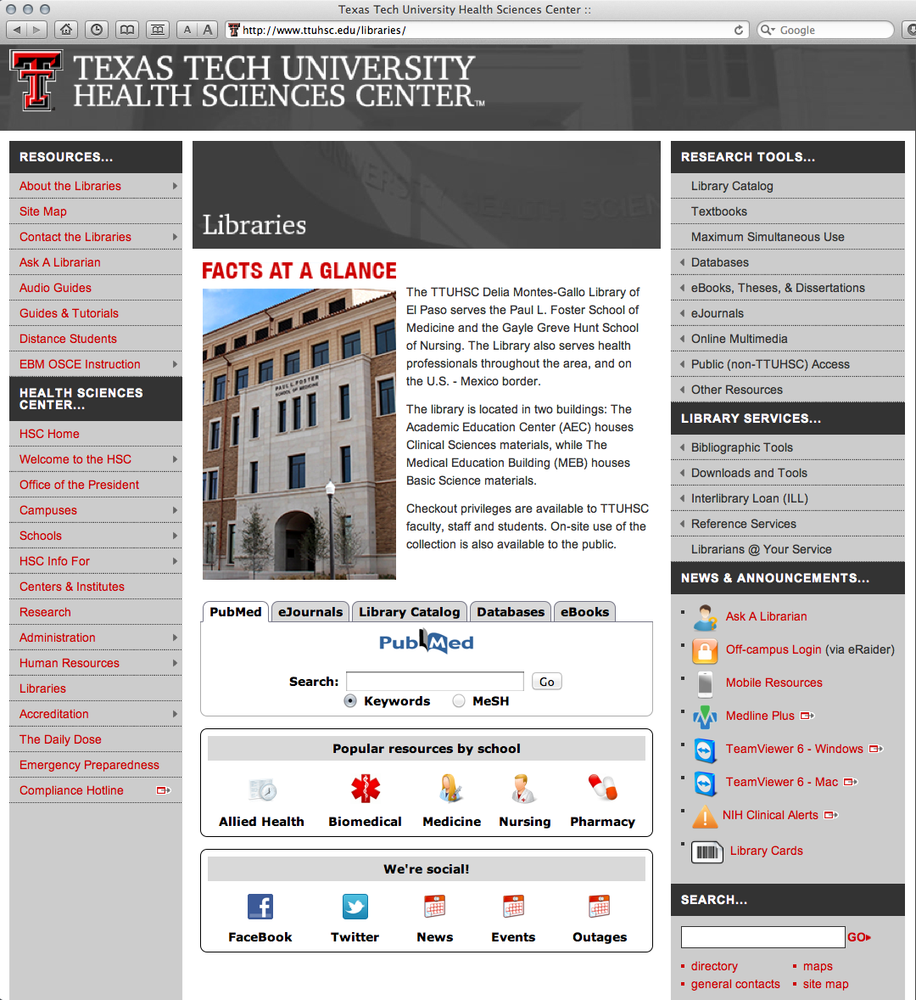 Texas Tech University Health Sciences Center ::
A A
http://www.ttuhsc.edu/libraries/
Google
TEXAS TECH UNIVERSITY
HEALTH SCIENCES CENTER™
RESOURCES...
About the Libraries
Site Map
Contact the Libraries
Ask A Librarian
Audio Guides
Guides & Tutorials
Distance Students
EBM OSCE Instruction
HEALTH SCIENCES
CENTER...
HSC Home
Welcome to the HSC
Office of the President
Campuses
Schools
HSC Info For
Centers & Institutes
Research
Administration
Human Resources
Libraries
Accreditation
The Daily Dose
Emergency Preparedness
Compliance Hotline
Libraries
FACTS AT A GLANCE
PAUL L. FOSTER
SCHOOL OF MEDICINE
The TTUHSC Delia Montes-Gallo Library of
El Paso serves the Paul L. Foster School of
Medicine and the Gayle Greve Hunt School
of Nursing. The Library also serves health
professionals throughout the area, and on
the U.S. - Mexico border.
The library is located in two buildings: The
Academic Education Center (AEC) houses
Clinical Sciences materials, while The
Medical Education Building (MEB) houses
Basic Science materials.
Checkout privileges are available to TTUHSC
faculty, staff and students. On-site use of the
collection is also available to the public.
PubMed eJournals Library Catalog Databases eBooks
PubMed
Search: Go
Keywords MeSH
Popular resources by school
Allied Health Biomedical Medicine Nursing Pharmacy
We're social!
FaceBook Twitter News Events Outages
RESEARCH TOOLS...
Library Catalog
Textbooks
Maximum Simultaneous Use
Databases
eBooks, Theses, & Dissertations
eJournals
Online Multimedia
Public (non-TTUHSC) Access
Other Resources
LIBRARY SERVICES...
Bibliographic Tools
Downloads and Tools
Interlibrary Loan (ILL)
Reference Services
Librarians @ Your Service
NEWS & ANNOUNCEMENTS...
Ask A Librarian
Off-campus Login (via eRaider)
Mobile Resources
Medline Plus
TeamViewer 6 - Windows
TeamViewer 6 - Mac
NIH Clinical Alerts
Library Cards
SEARCH...
GO
directory maps
general contacts site map